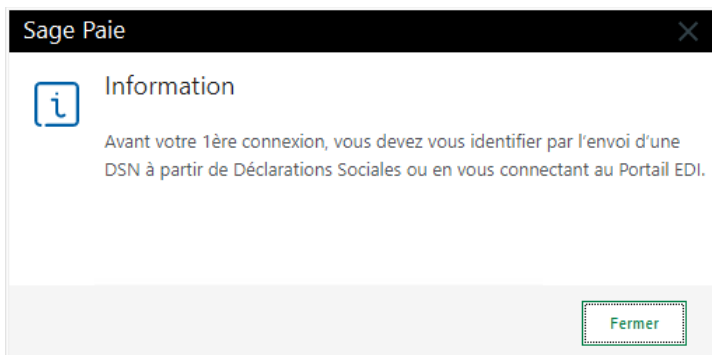 Sage Paie
Information
Avant votre 1ère connexion, vous devez vous identifier par l'envoi d'une
DSN à partir de Déclarations Sociales ou en vous connectant au Portail EDI.
Fermer